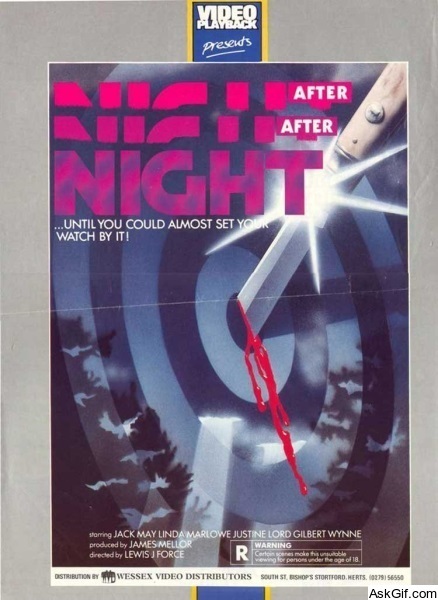 VIDEO
PLAYBACK
presents
NIGHT AFTER
NIGHT AFTER
NIGHT
...UNTIL YOU COULD ALMOST SET YOUR
WATCH BY IT!
starring JACK MAY LINDA MARLOWE JUSTINE LORD GILBERT WYNNE
produced by JAMES MELLOR
directed by LEWIS J FORCE
R WARNING
Certain scenes make this unsuitable
viewing for persons under the age of 18.
DISTRIBUTION BY WESSEX VIDEO DISTRIBUTORS SOUTH ST, BISHOP'S STORTFORD. HERTS. (0279) 56550
AskGif.com